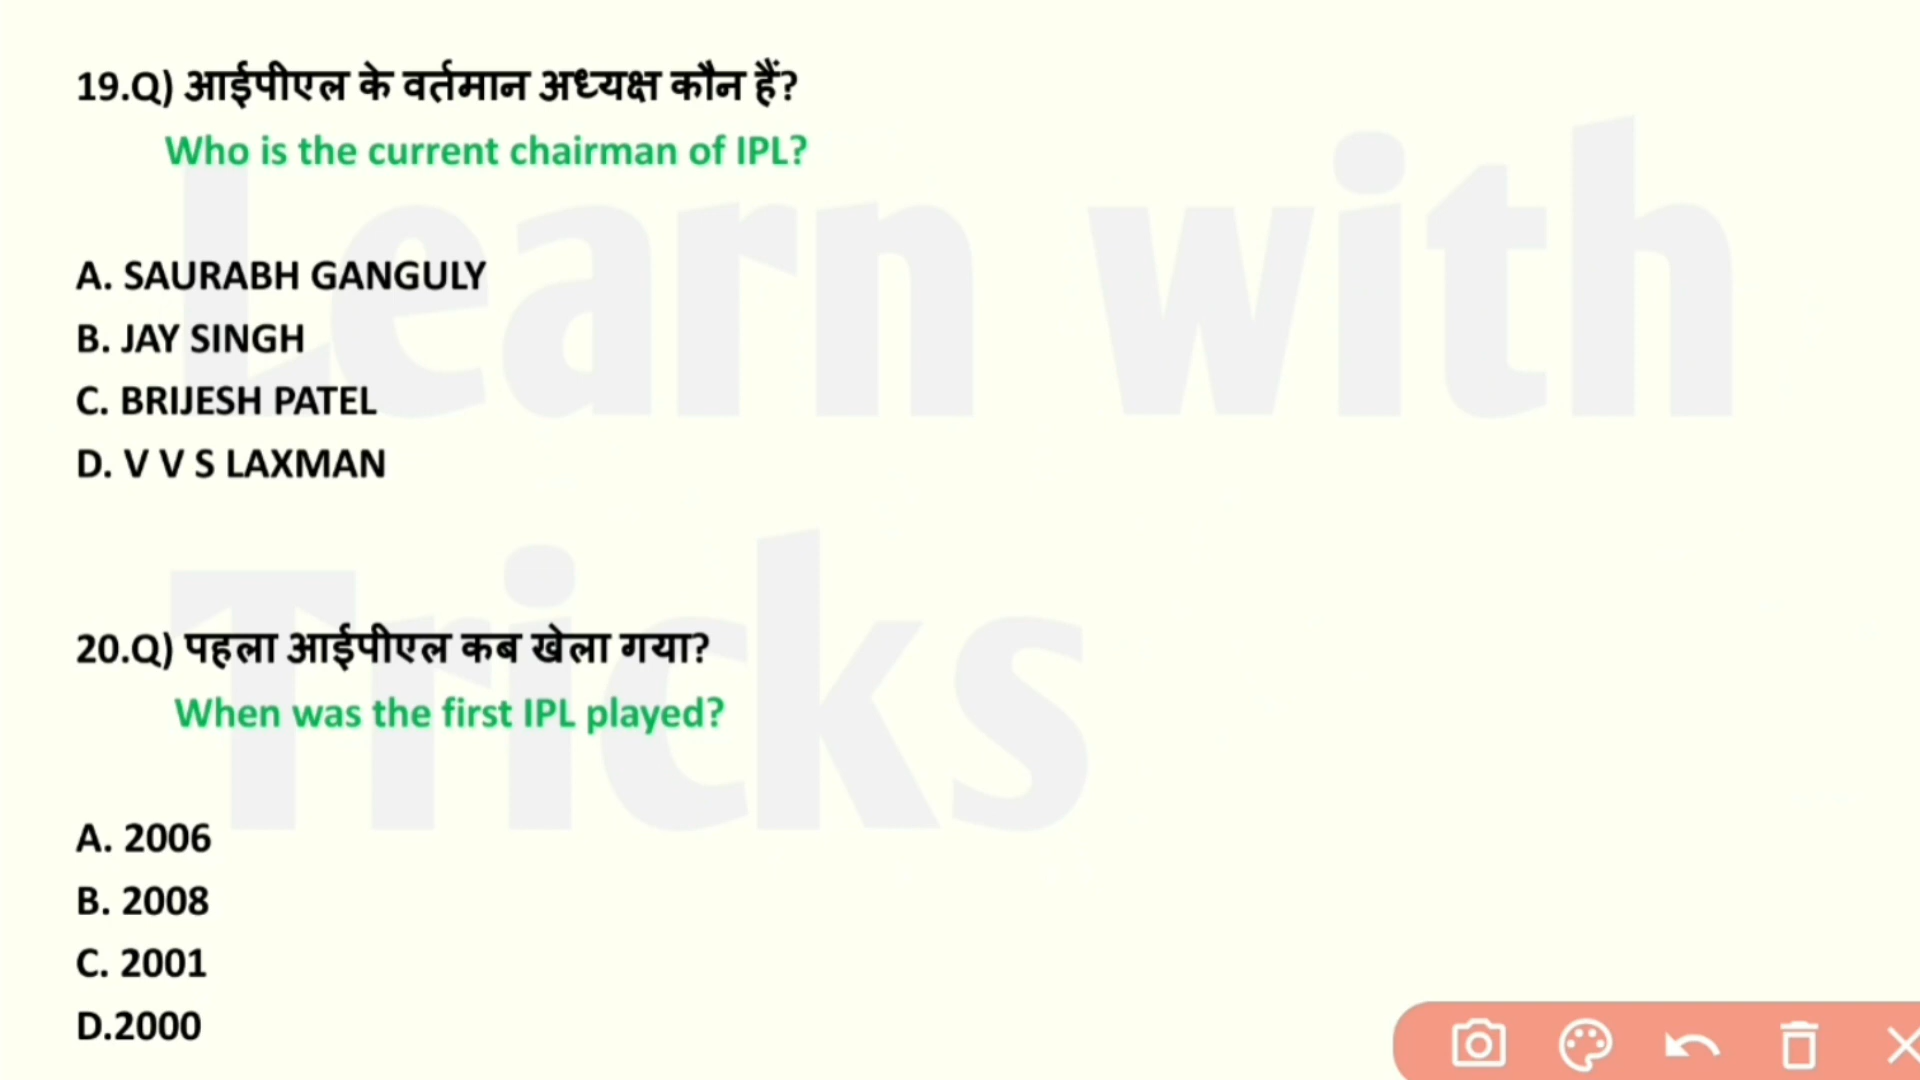 19.Q) आईपीएल के वर्तमान अध्यक्ष कौन हैं?
Who is the current chairman of IPL?
A. SAURABH GANGULY
B. JAY SINGH
C. BRIJESH PATEL
D. V V S LAXMAN
20.Q) पहला आईपीएल कब खेला गया?
When was the first IPL played?
A. 2006
B. 2008
C. 2001
D.2000
Learn with
Tricks